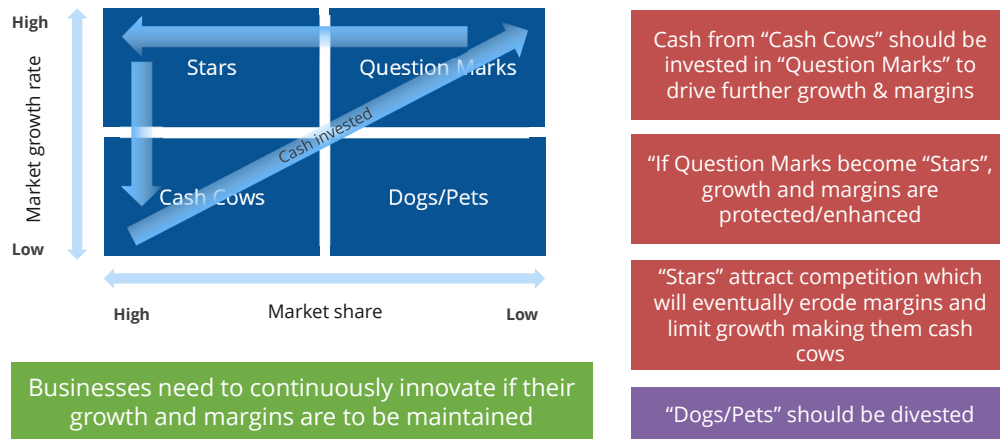 High
Market growth rate
Low
Stars
Question Marks
Cash invested
Cash Cows
Dogs/Pets
High
Market share
Low
Businesses need to continuously innovate if their
growth and margins are to be maintained
Cash from “Cash Cows” should be
invested in “Question Marks” to
drive further growth & margins
“If Question Marks become “Stars”,
growth and margins are
protected/enhanced
“Stars” attract competition which
will eventually erode margins and
limit growth making them cash
cows
“Dogs/Pets” should be divested